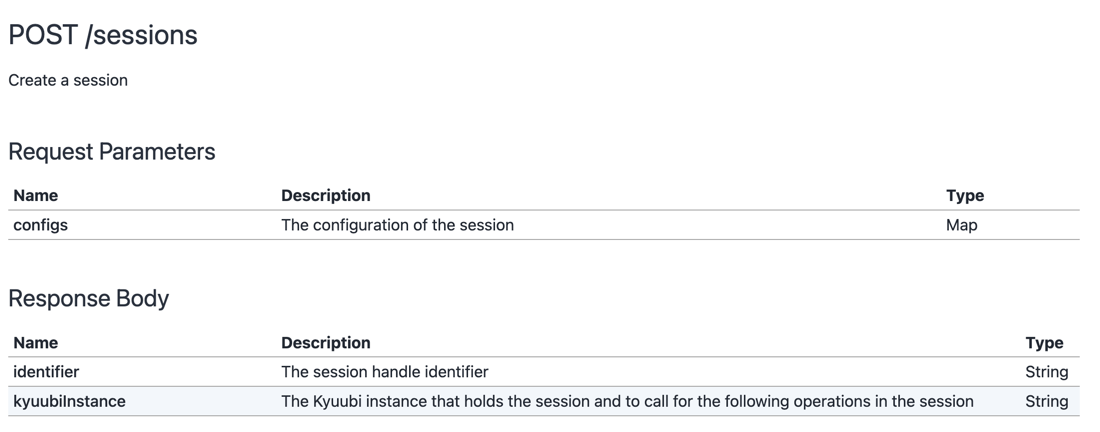 POST /sessions
Create a session
Request Parameters
Name Description Type
configs The configuration of the session Map
Response Body
Name Description Type
identifier The session handle identifier String
kyuubiInstance The Kyuubi instance that holds the session and to call for the following operations in the session String